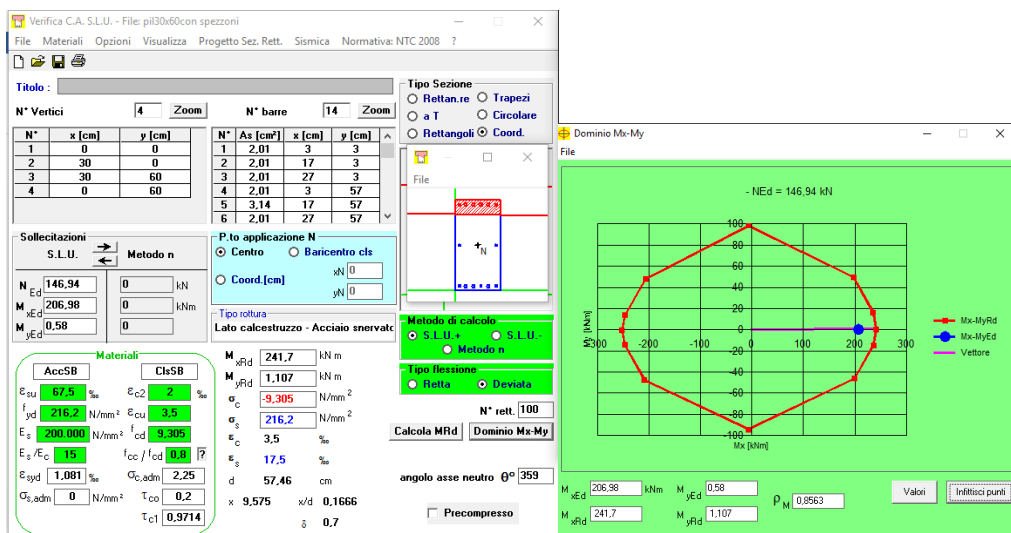 Verifica C.A. S.L.U. - File: pil30x60con spezzoni
File Materiali Opzioni Visualizza Progetto Sez. Rett. Sismica Normativa: NTC 2008 ?
Titolo :
N° Vertici 4 Zoom N° barre 14 Zoom
N° x [cm] y [cm]
1 0 0
2 30 0
3 30 60
4 0 60
N° As [cm²] x [cm] y [cm]
1 2,01 3 3
2 2,01 17 3
3 2,01 27 3
4 2,01 3 57
5 3,14 17 57
6 2,01 27 57
Tipo Sezione
Rettan.re Trapezi
a T Circolare
Rettangoli Coord.
File
N
Sollecitazioni
S.L.U. Metodo n
N Ed 146,94 0 kN
M xEd 206,98 0 kNm
M yEd 0,58 0
P.to applicazione N
Centro Baricentro cls
Coord.[cm] xN 0
yN 0
Tipo rottura
Lato calcestruzzo - Acciaio snervato
Metodo di calcolo
S.L.U.+ S.L.U.-
Metodo n
Tipo flessione
Retta Deviata
N° rett. 100
Calcola MRd Dominio Mx-My
angolo asse neutro θ° 359
Precompresso
Materiali
AccSB ClsSB
ε su 67,5 ‰ ε c2 2 ‰
f yd 216,2 N/mm² ε cu 3,5
E s 200.000 N/mm² f cd 9,305
E s /E c 15 f cc / f cd 0,8 ?
ε syd 1,081 ‰ σ c,adm 2,25
σ s,adm 0 N/mm² τ co 0,2
τ c1 0,9714
M xRd 241,7 kN m
M yRd 1,107 kN m
σ c -9,305 N/mm²
σ s 216,2 N/mm²
ε c 3,5 ‰
ε s 17,5 ‰
d 57,46 cm
x 9,575 x/d 0,1666
δ 0,7
Dominio Mx-My
File
- NEd = 146,94 kN
100
80
60
40
20
0
-20
-40
-60
-80
-100
-300 -200 -100 0 100 200 300
My [kNm]
Mx [kNm]
Mx-MyRd
Mx-MyEd
Vettore
M xEd 206,98 kNm M yEd 0,58
M xRd 241,7 M yRd 1,107
ρ M 0,8563
Valori Infittisci punti